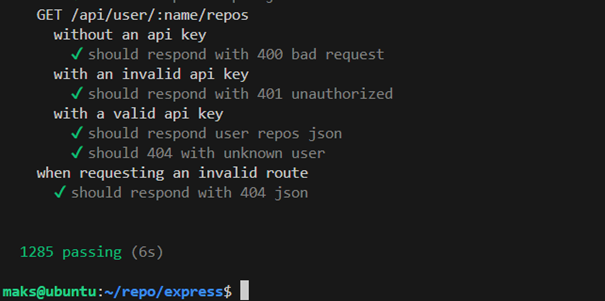 GET /api/user/:name/repos
without an api key
✓ should respond with 400 bad request
with an invalid api key
✓ should respond with 401 unauthorized
with a valid api key
✓ should respond user repos json
✓ should 404 with unknown user
when requesting an invalid route
✓ should respond with 404 json
1285 passing (6s)
maks@ubuntu:~/repo/express$